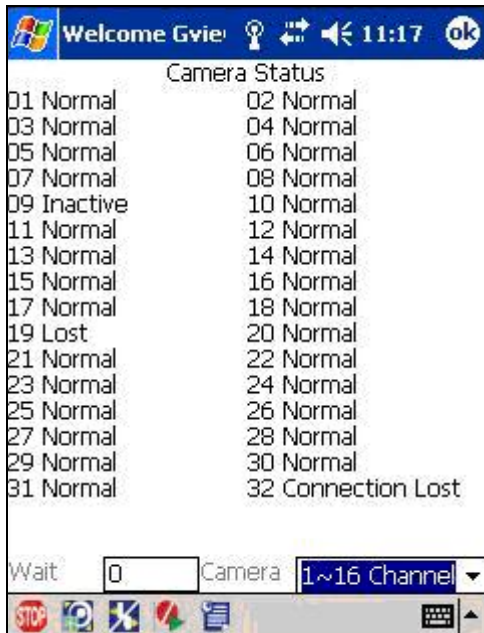 Welcome Gvie 11:17 ok
Camera Status
01 Normal 02 Normal
03 Normal 04 Normal
05 Normal 06 Normal
07 Normal 08 Normal
09 Inactive 10 Normal
11 Normal 12 Normal
13 Normal 14 Normal
15 Normal 16 Normal
17 Normal 18 Normal
19 Lost 20 Normal
21 Normal 22 Normal
23 Normal 24 Normal
25 Normal 26 Normal
27 Normal 28 Normal
29 Normal 30 Normal
31 Normal 32 Connection Lost
Wait 0 Camera 1~16 Channel
STOP